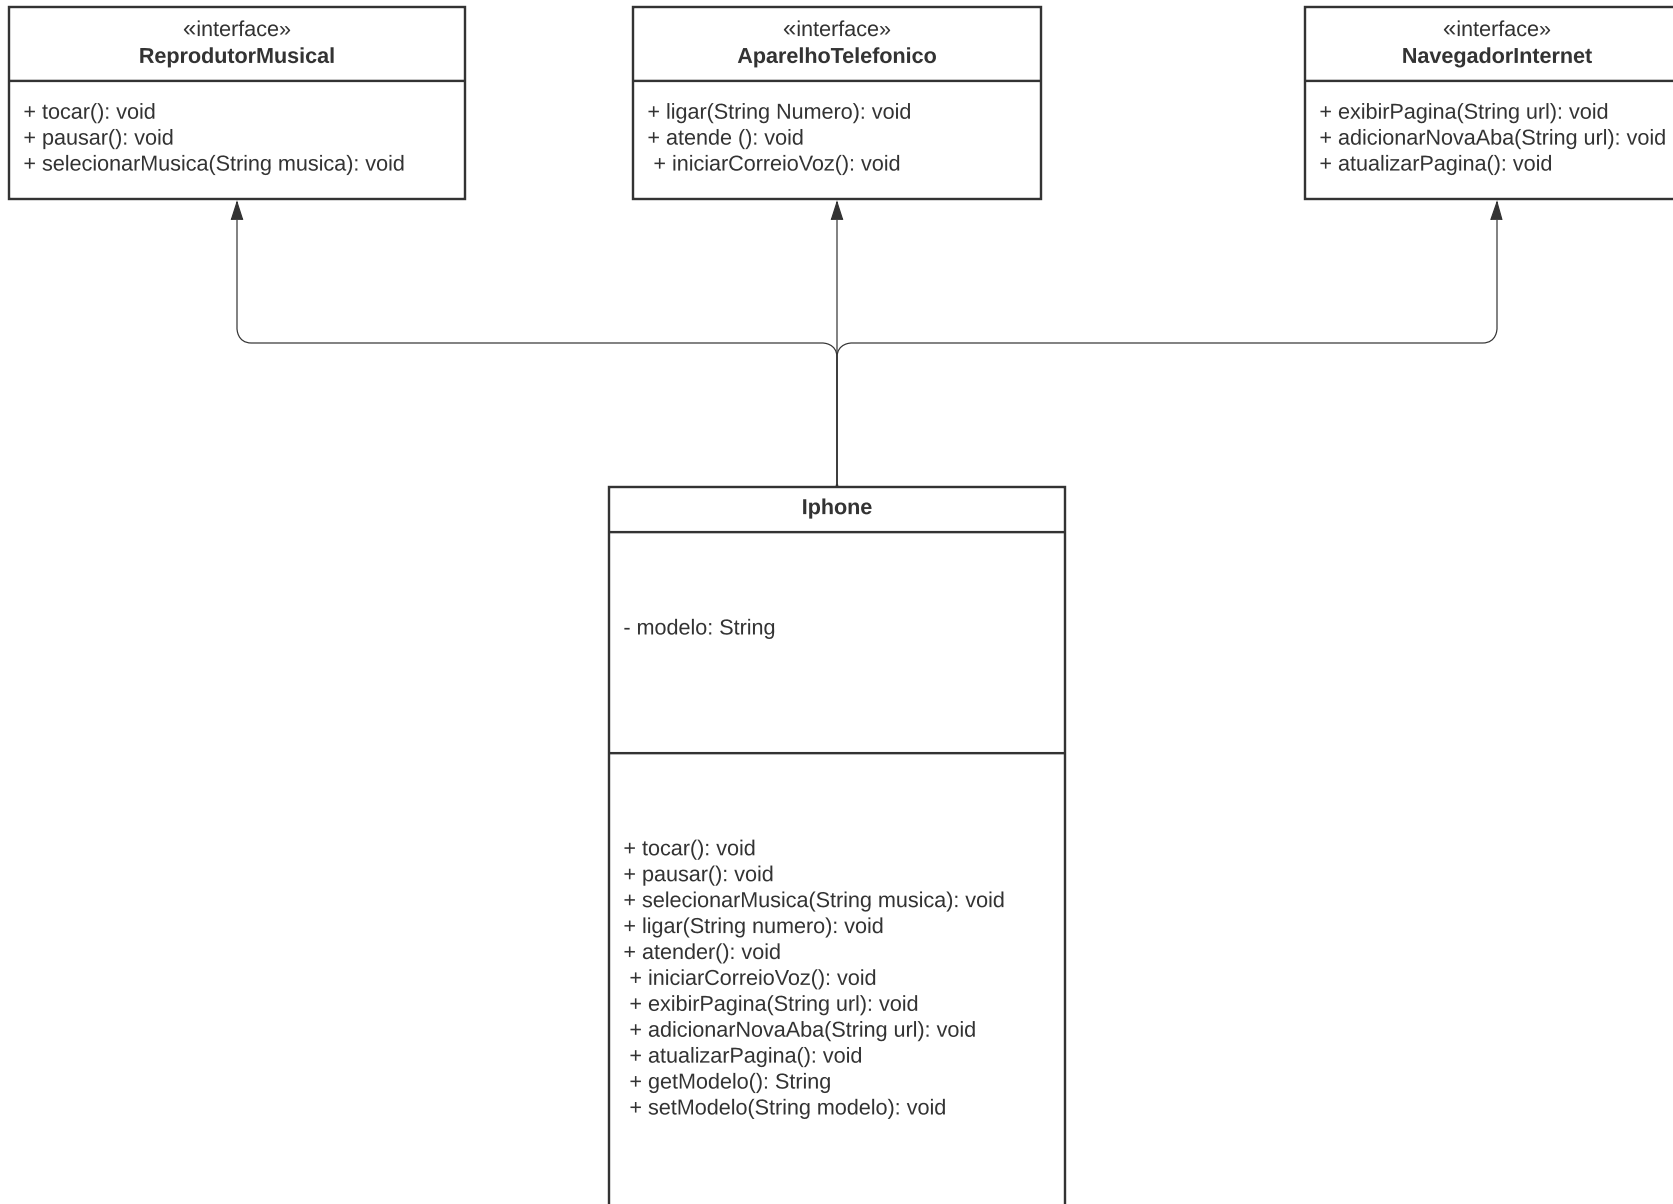 «interface»
ReprodutorMusical
+ tocar(): void
+ pausar(): void
+ selecionarMusica(String musica): void
«interface»
AparelhoTelefonico
+ ligar(String Numero): void
+ atende (): void
+ iniciarCorreioVoz(): void
«interface»
NavegadorInternet
+ exibirPagina(String url): void
+ adicionarNovaAba(String url): void
+ atualizarPagina(): void
Iphone
- modelo: String
+ tocar(): void
+ pausar(): void
+ selecionarMusica(String musica): void
+ ligar(String numero): void
+ atender(): void
+ iniciarCorreioVoz(): void
+ exibirPagina(String url): void
+ adicionarNovaAba(String url): void
+ atualizarPagina(): void
+ getModelo(): String
+ setModelo(String modelo): void